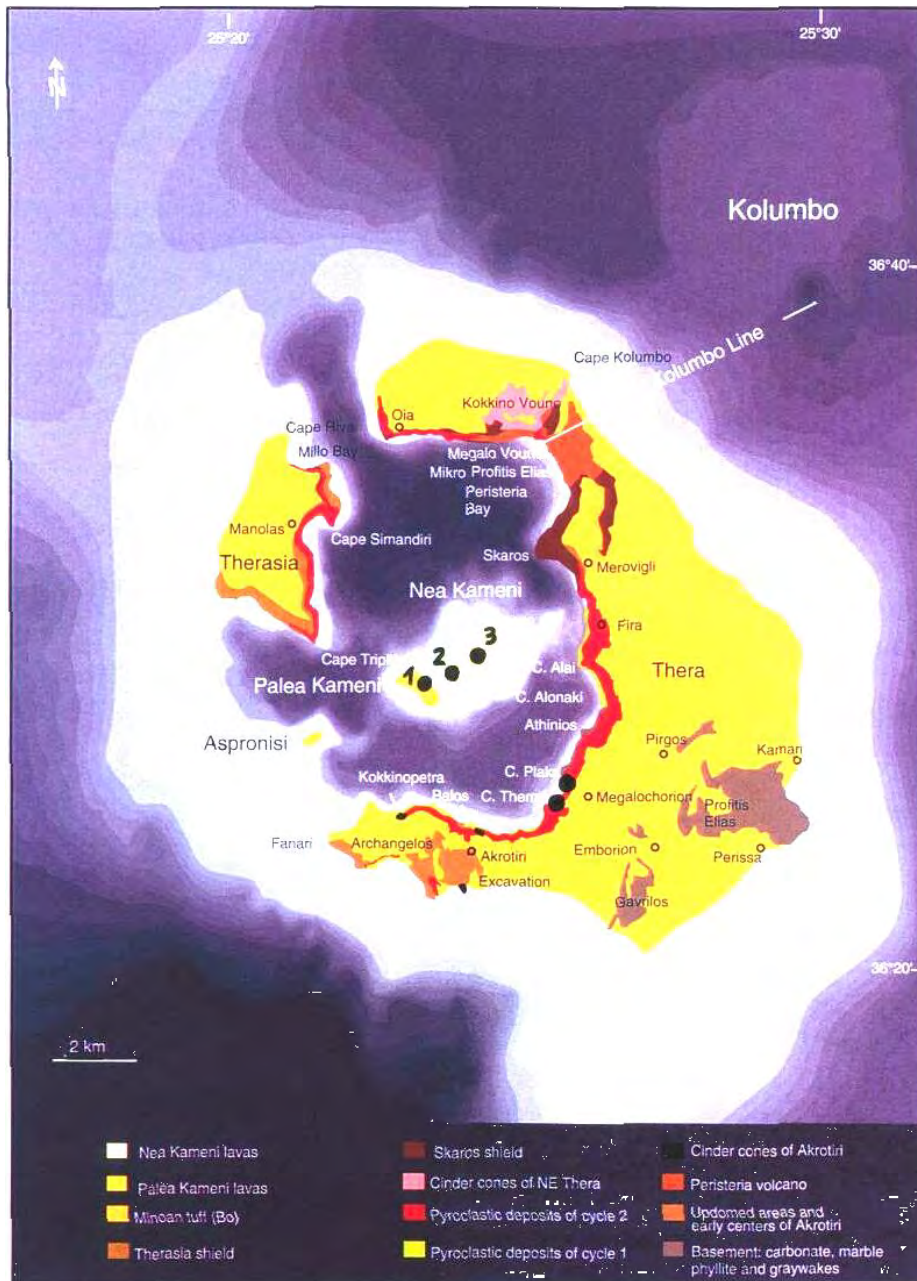 25°20'
25°30'
N
Kolumbo
36°40'
Kolumbo Line
Cape Kolumbo
Kokkino Vouno
Oia
Cape Riva
Millo Bay
Megalo Vouno
Mikro Profitis Elias
Peristeria
Bay
Manolas
Cape Simandiri
Therasia
Skaros
Merovigli
Nea Kameni
3
Fira
2
Cape Tripiti
1
C. Alai
Thera
Palea Kameni
C. Alonaki
Athinios
Aspronisi
Pirgos
Kamari
C. Plaka
Kokkinopetra
Balos
C. Therma
Megalochorion
Profitis
Elias
Fanari
Archangelos
Akrotiri
Emborion
Perissa
Excavation
Gavrilos
36°20'
2 km
Nea Kameni lavas
Palea Kameni lavas
Minoan tuff (Bo)
Therasia shield
Skaros shield
Cinder cones of NE Thera
Pyroclastic deposits of cycle 2
Pyroclastic deposits of cycle 1
Cinder cones of Akrotiri
Peristeria volcano
Updomed areas and
early centers of Akrotiri
Basement: carbonate, marble
phyllite and graywakes